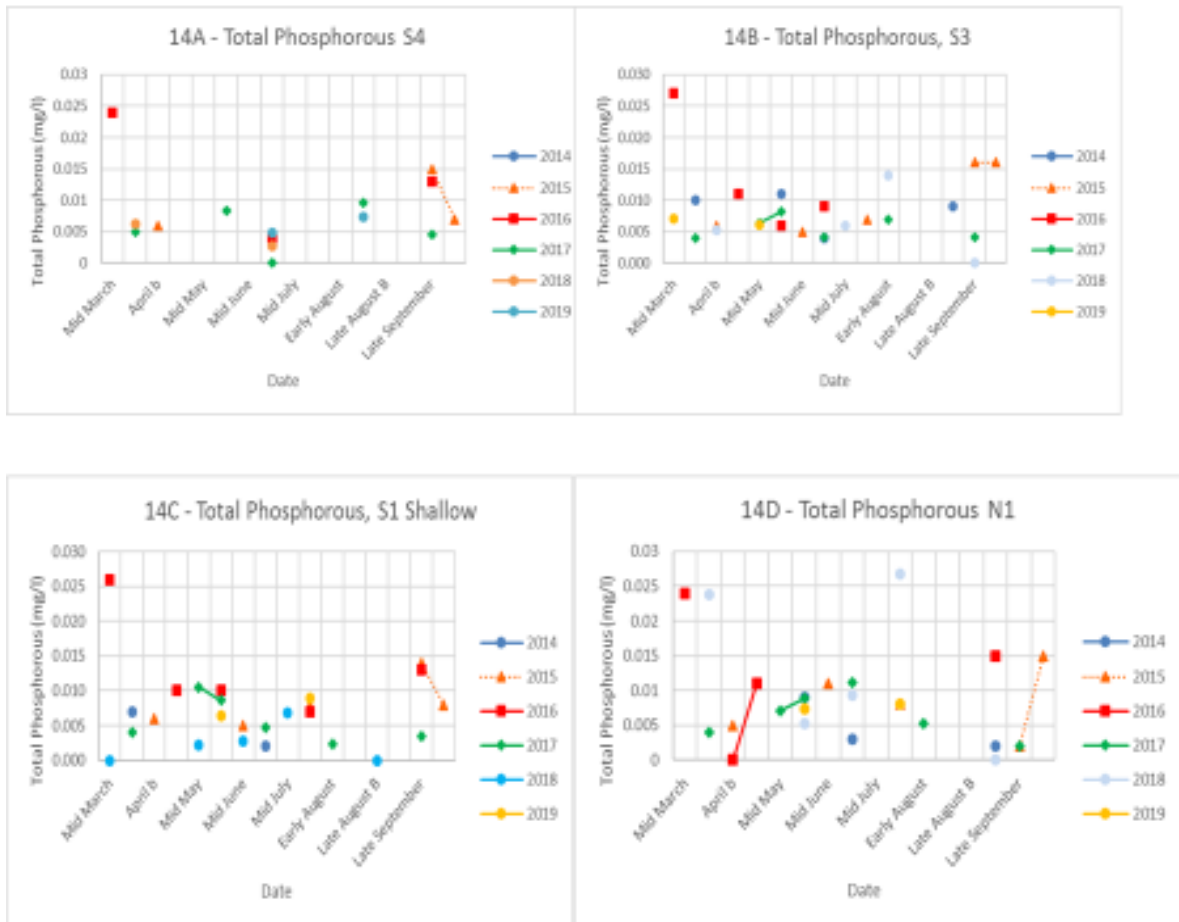 14A - Total Phosphorous S4
Total Phosphorous (mg/l)
0.03
0.025
0.02
0.015
0.01
0.005
0
Mid March
April b
Mid May
Mid June
Mid July
Early August
Late August B
Late September
Date
2014
2015
2016
2017
2018
2019
14B - Total Phosphorous, S3
Total Phosphorous (mg/l)
0.030
0.025
0.020
0.015
0.010
0.005
0.000
Mid March
April b
Mid May
Mid June
Mid July
Early August
Late August B
Late September
Date
2014
2015
2016
2017
2018
2019
14C - Total Phosphorous, S1 Shallow
Total Phosphorous (mg/l)
0.030
0.025
0.020
0.015
0.010
0.005
0.000
Mid March
April b
Mid May
Mid June
Mid July
Early August
Late August B
Late September
Date
2014
2015
2016
2017
2018
2019
14D - Total Phosphorous N1
Total Phosphorous (mg/l)
0.03
0.025
0.02
0.015
0.01
0.005
0
Mid March
April b
Mid May
Mid June
Mid July
Early August
Late August B
Late September
Date
2014
2015
2016
2017
2018
2019